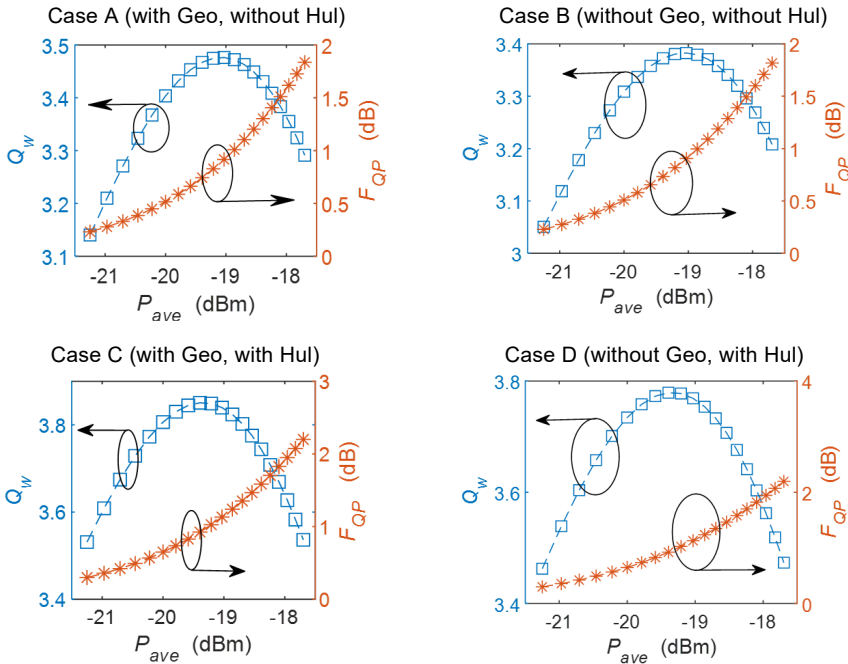 Case A (with Geo, without Hul)
3.5
3.4
3.3
3.2
3.1
Q_w
2
1.5
1
0.5
0
F_QP (dB)
-21 -20 -19 -18
P_ave (dBm)
Case B (without Geo, without Hul)
3.4
3.3
3.2
3.1
3
Q_w
2
1.5
1
0.5
0
F_QP (dB)
-21 -20 -19 -18
P_ave (dBm)
Case C (with Geo, with Hul)
3.8
3.6
3.4
Q_w
3
2
1
0
F_QP (dB)
-21 -20 -19 -18
P_ave (dBm)
Case D (without Geo, with Hul)
3.8
3.6
3.4
Q_w
4
2
0
F_QP (dB)
-21 -20 -19 -18
P_ave (dBm)